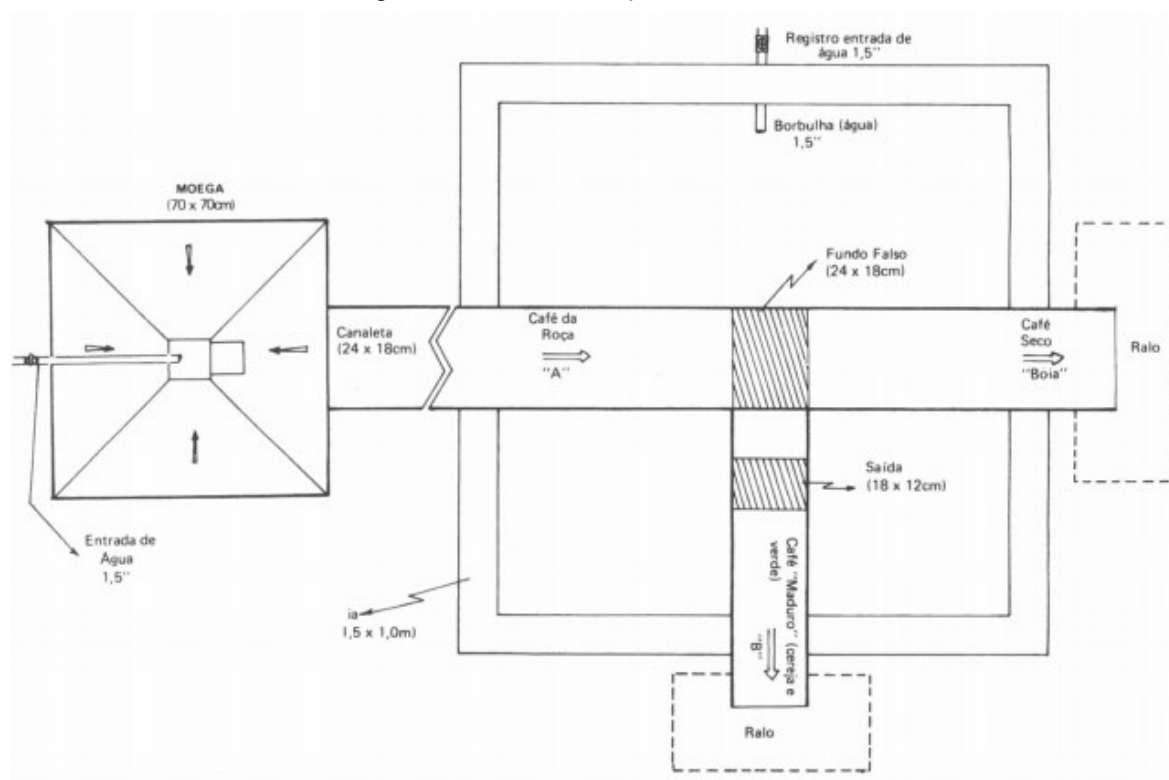 Registro entrada de
água 1,5''
Borbulha (água)
1,5''
MOEGA
(70 x 70cm)
Fundo Falso
(24 x 18cm)
Canaleta
(24 x 18cm)
Café da
Roça
"A"
Café
Seco
"Boia"
Ralo
Saída
(18 x 12cm)
Entrada de
Água
1,5''
ia
1,5 x 1,0m)
Café "Maduro" (cereja e
verde)
"B"
Ralo